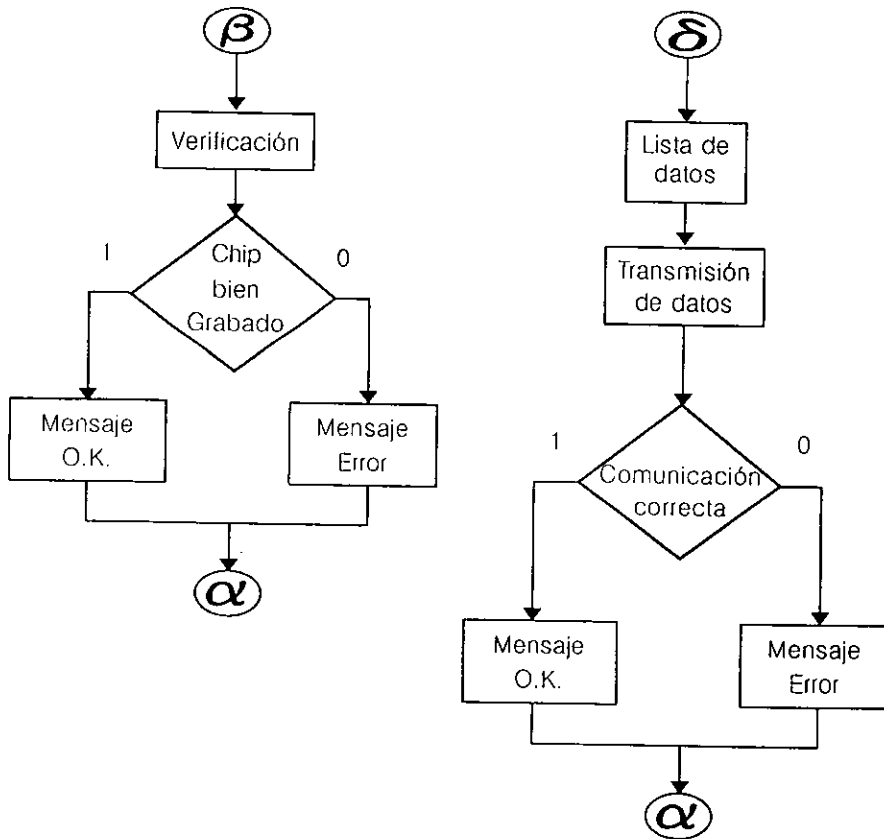 β
Verificación
1
0
Chip
bien
Grabado
Mensaje
O.K.
Mensaje
Error
α
δ
Lista de
datos
Transmisión
de datos
1
0
Comunicación
correcta
Mensaje
O.K.
Mensaje
Error
α